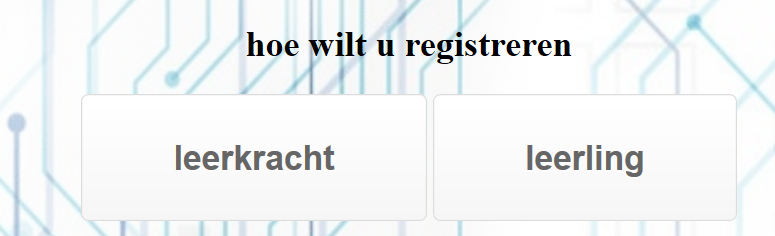 hoe wilt u registreren
leerkracht leerling